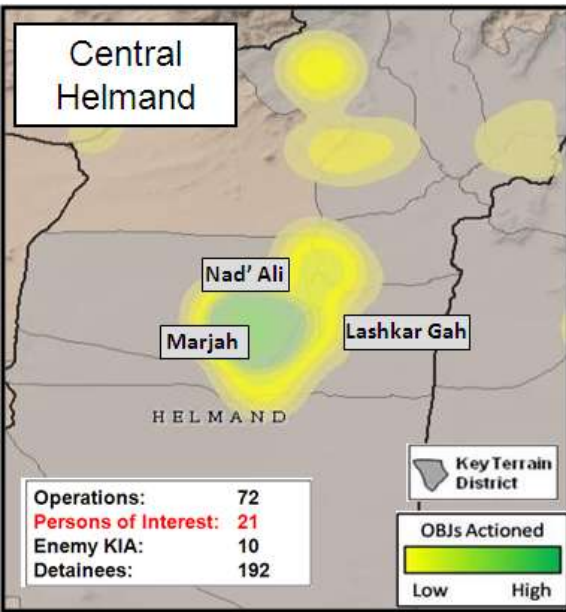 Central
Helmand
Nad' Ali
Marjah
Lashkar Gah
HELMAND
Key Terrain
District
Operations: 72
Persons of Interest: 21
Enemy KIA: 10
Detainees: 192
OBJs Actioned
Low High